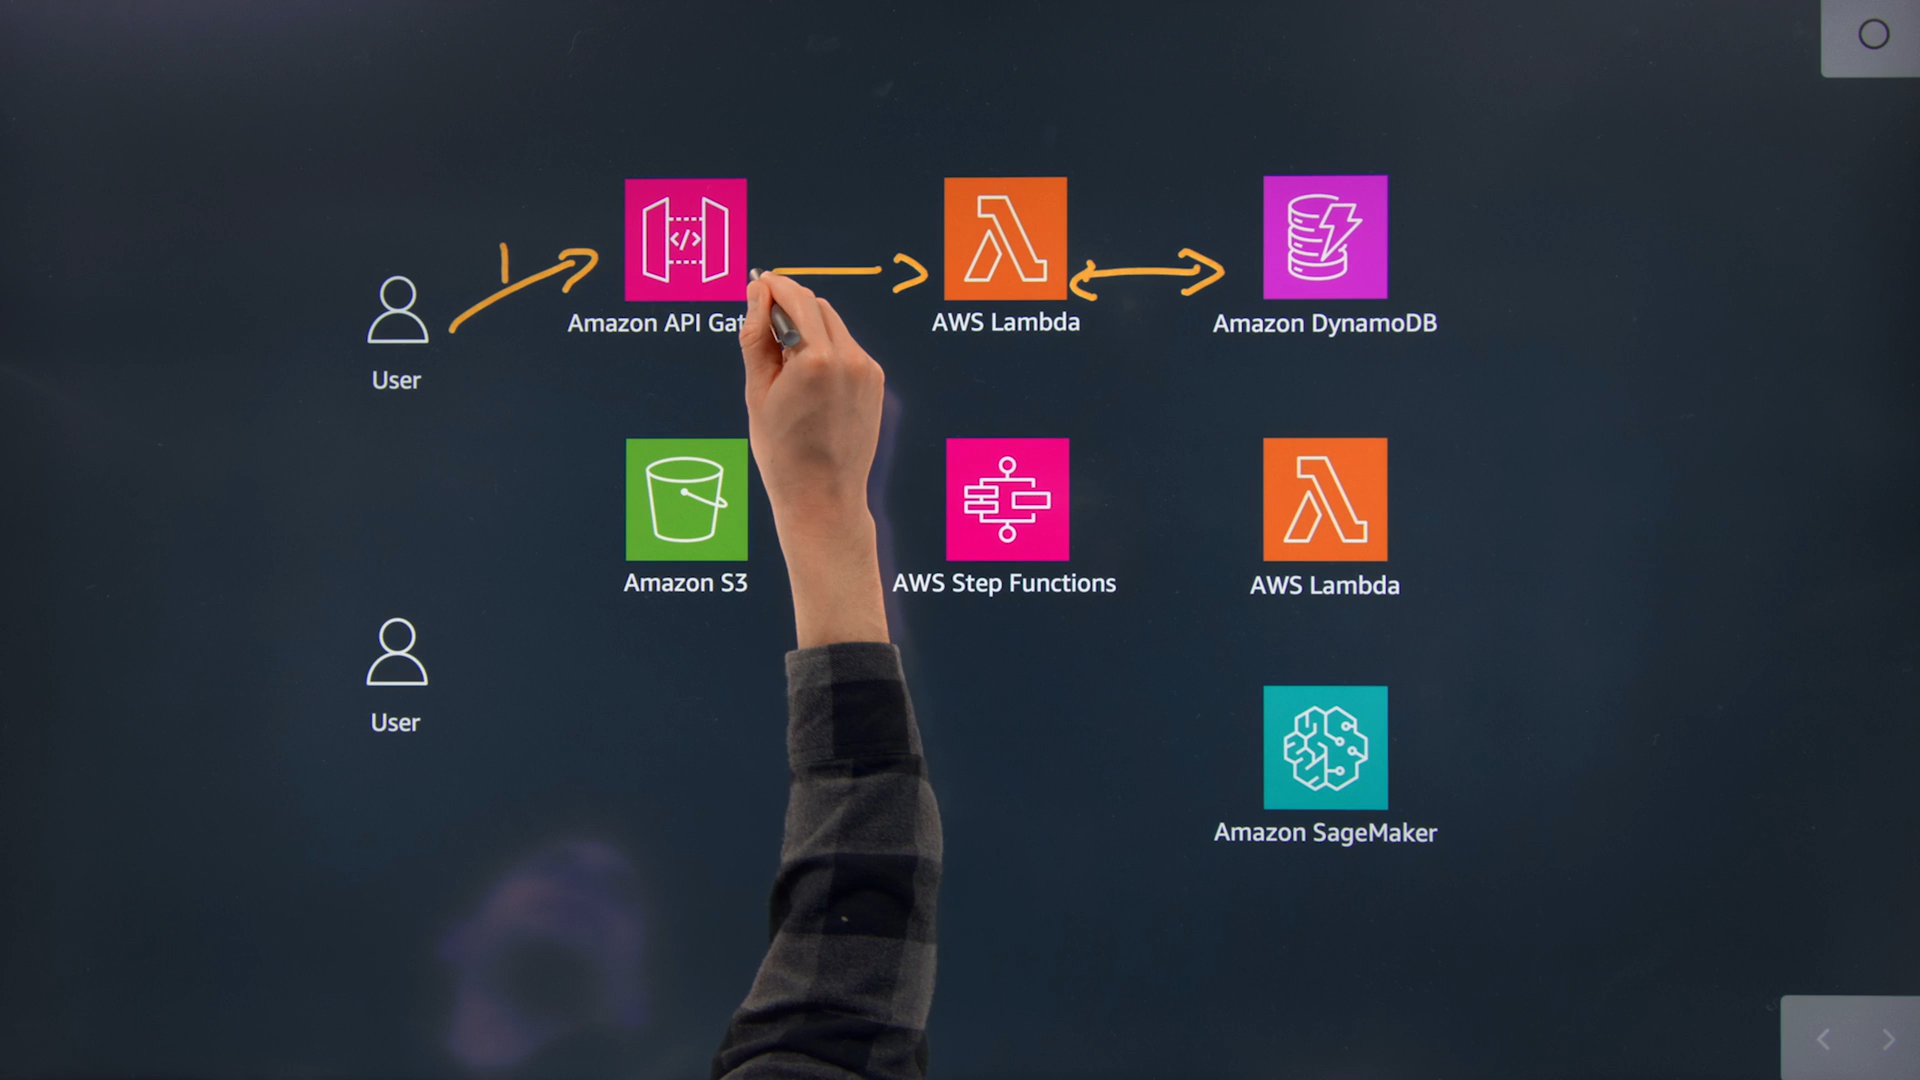 1
</>
Amazon API Gat
AWS Lambda
Amazon DynamoDB
User
Amazon S3
AWS Step Functions
AWS Lambda
User
Amazon SageMaker